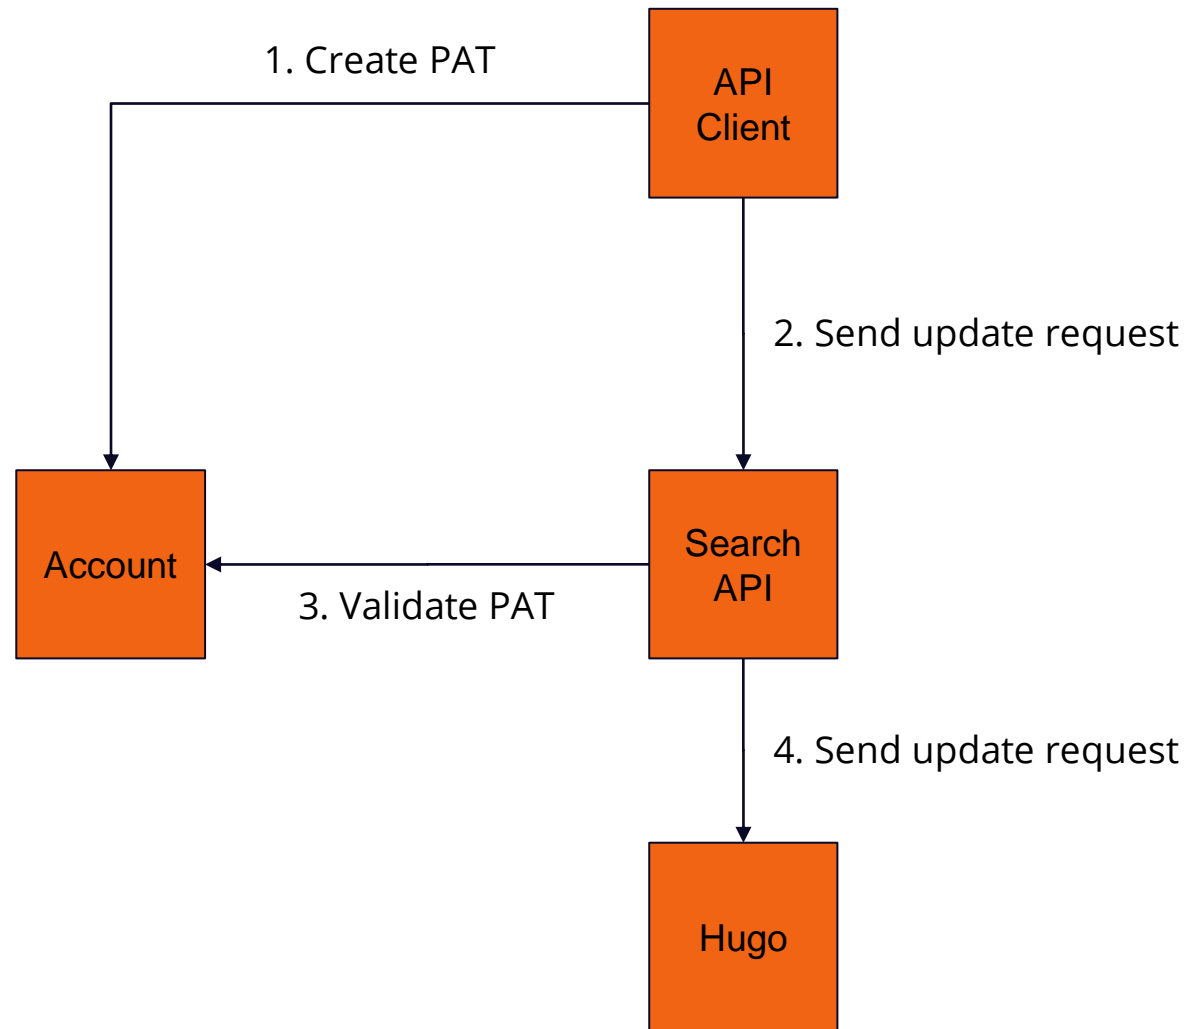 1. Create PAT
API
Client
2. Send update request
Account
Search
API
3. Validate PAT
4. Send update request
Hugo